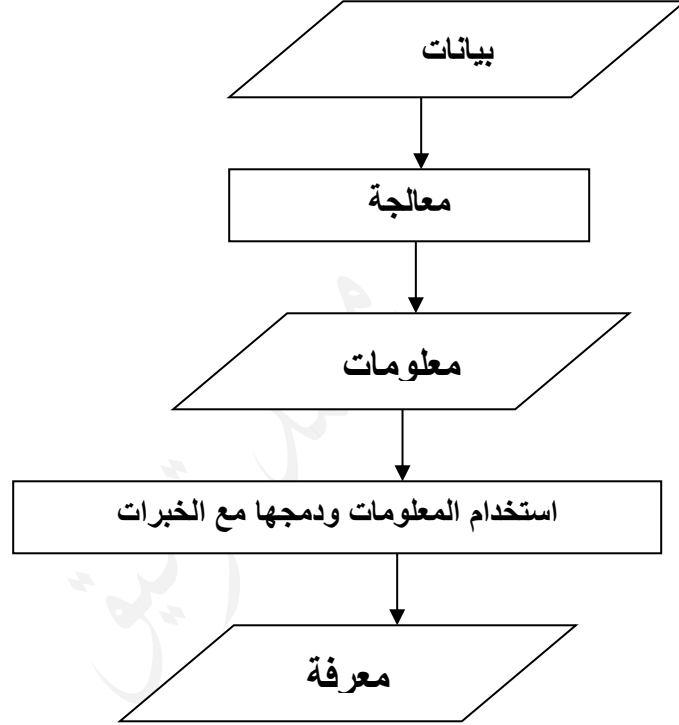 بيانات
معالجة
معلومات
استخدام المعلومات ودمجها مع الخبرات
معرفة